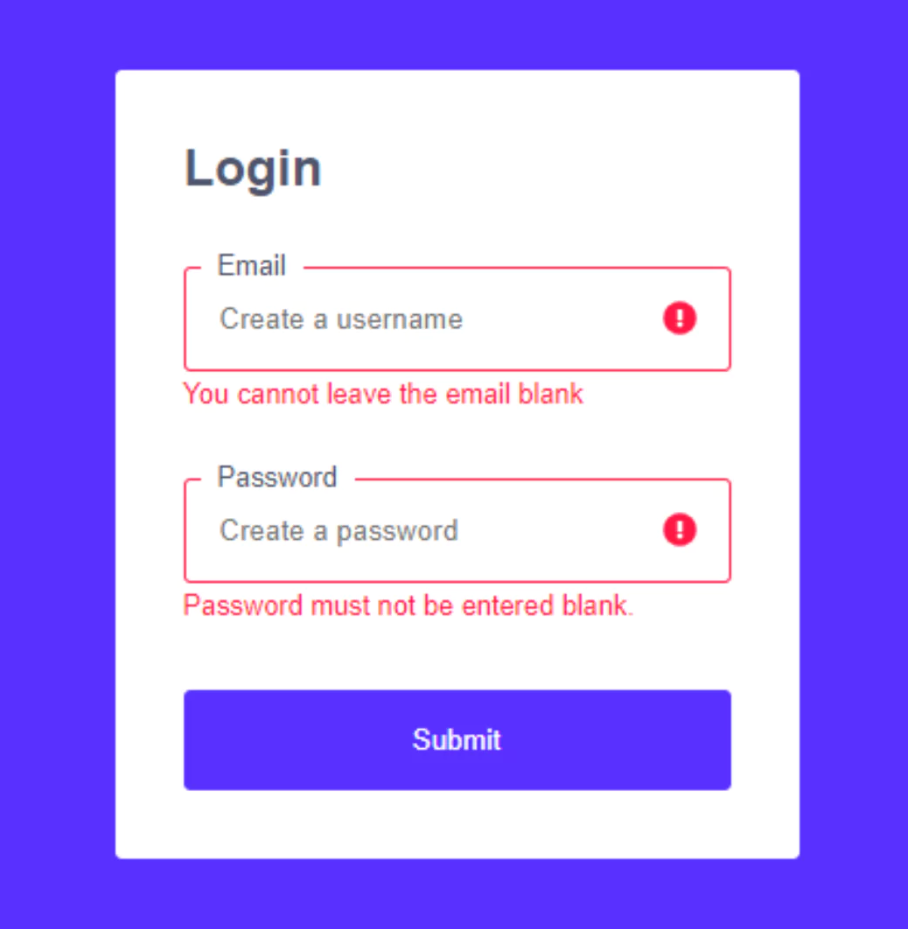 Login
Email
Create a username
You cannot leave the email blank
Password
Create a password
Password must not be entered blank.
Submit